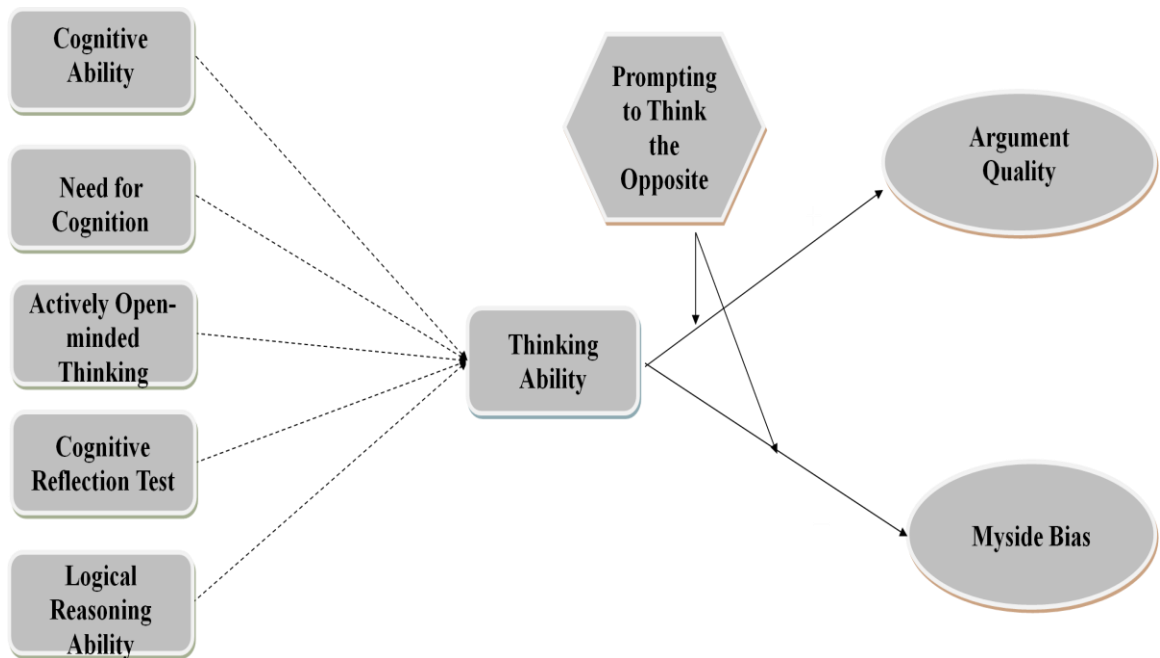 Cognitive
Ability
Need for
Cognition
Actively Open-
minded
Thinking
Cognitive
Reflection Test
Logical
Reasoning
Ability
Thinking
Ability
Prompting
to Think
the
Opposite
Argument
Quality
Myside Bias